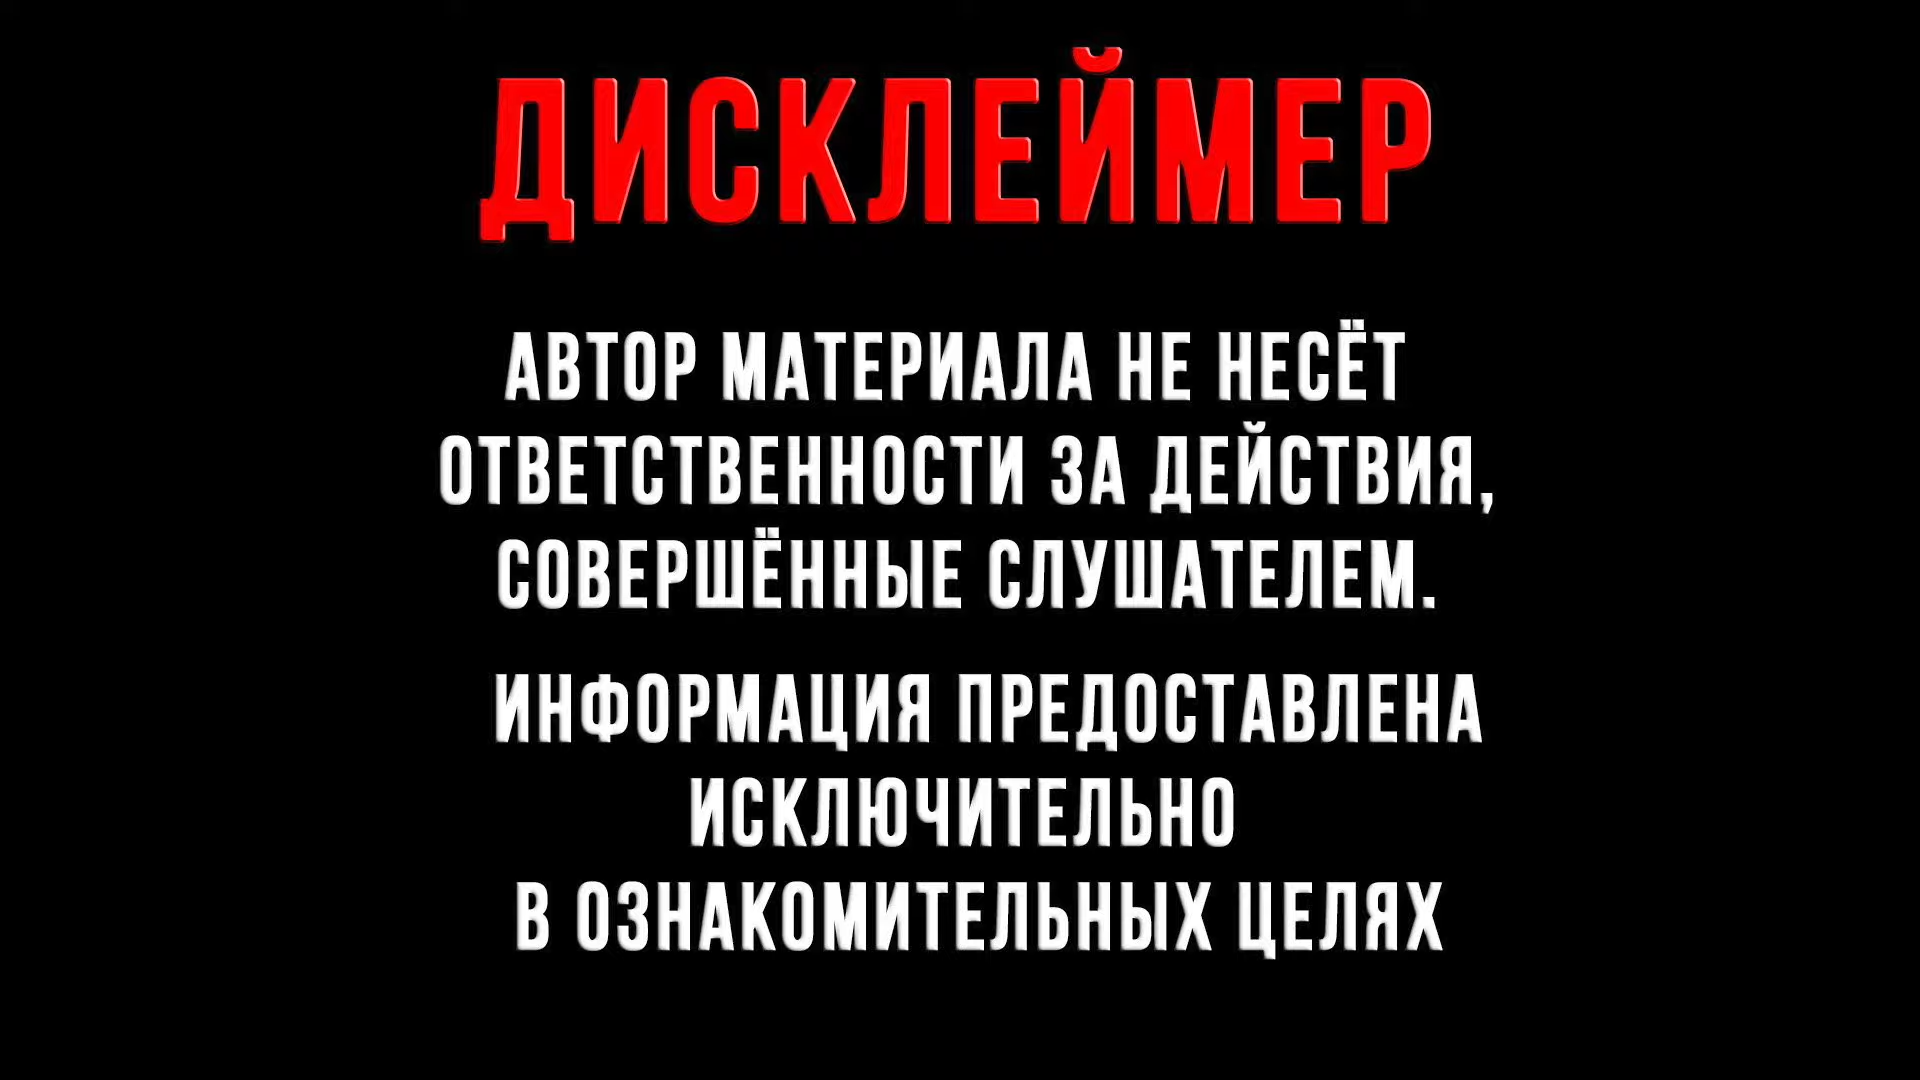 ДИСКЛЕЙМЕР
АВТОР МАТЕРИАЛА НЕ НЕСЁТ
ОТВЕТСТВЕННОСТИ ЗА ДЕЙСТВИЯ,
СОВЕРШЁННЫЕ СЛУШАТЕЛЕМ.
ИНФОРМАЦИЯ ПРЕДОСТАВЛЕНА
ИСКЛЮЧИТЕЛЬНО
В ОЗНАКОМИТЕЛЬНЫХ ЦЕЛЯХ